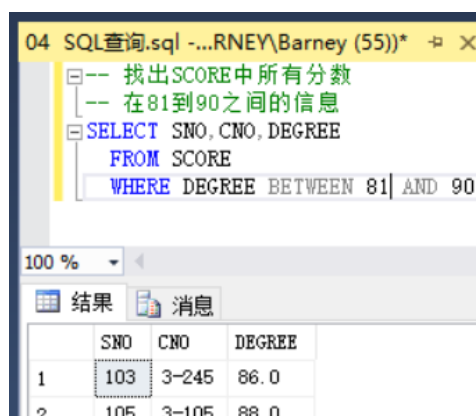 04 SQL查询.sql -...RNEY\Barney (55))*
-- 找出SCORE中所有分数
-- 在81到90之间的信息
SELECT SNO,CNO,DEGREE
FROM SCORE
WHERE DEGREE BETWEEN 81 AND 90
100 %
结果 消息
SNO CNO DEGREE
1 103 3-245 86.0
2 105 3-105 88.0